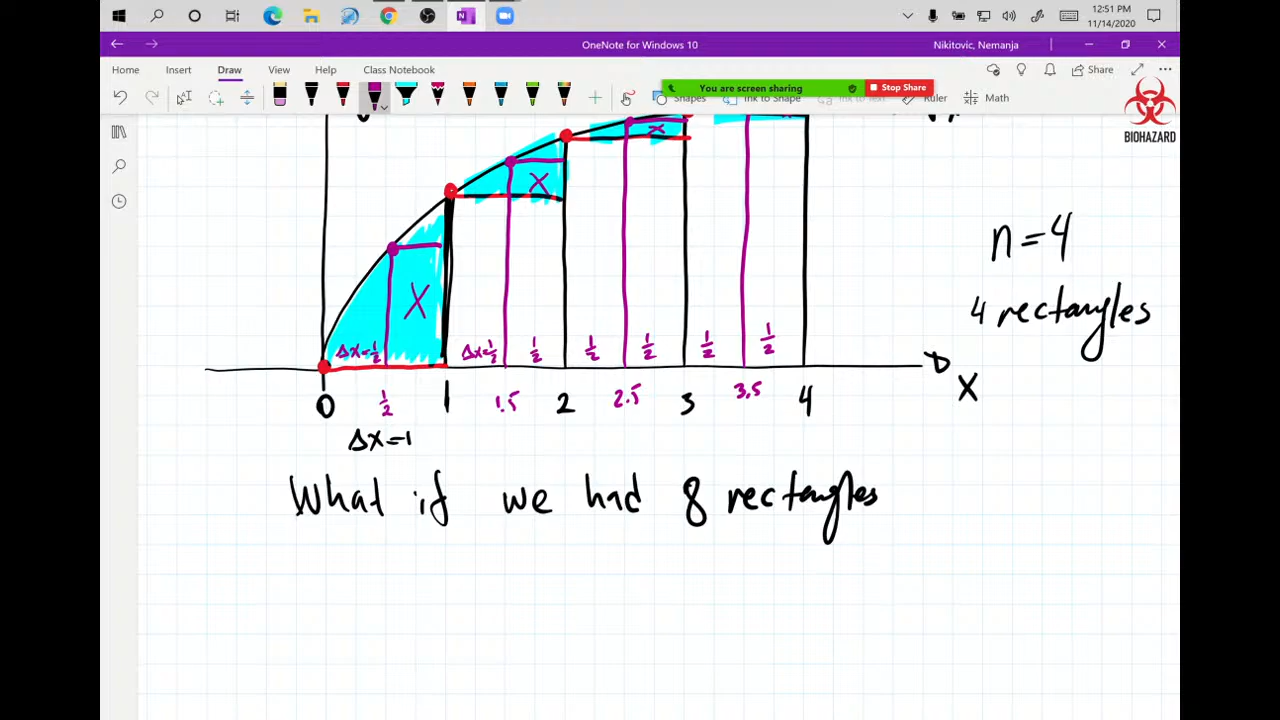 12:51 PM
11/14/2020
OneNote for Windows 10
Nikitovic, Nemanja
Home Insert Draw View Help Class Notebook Share
You are screen sharing Stop Share
Shapes Ink to Shape Ink to Text Ruler Math
BIOHAZARD
x
x
x
n=4
4 rectangles
Δx=1/2 Δx=1/2 1/2 1/2 1/2 1/2 1/2
0 1/2 1 1.5 2 2.5 3 3.5 4 x
Δx=1
What if we had 8 rectangles